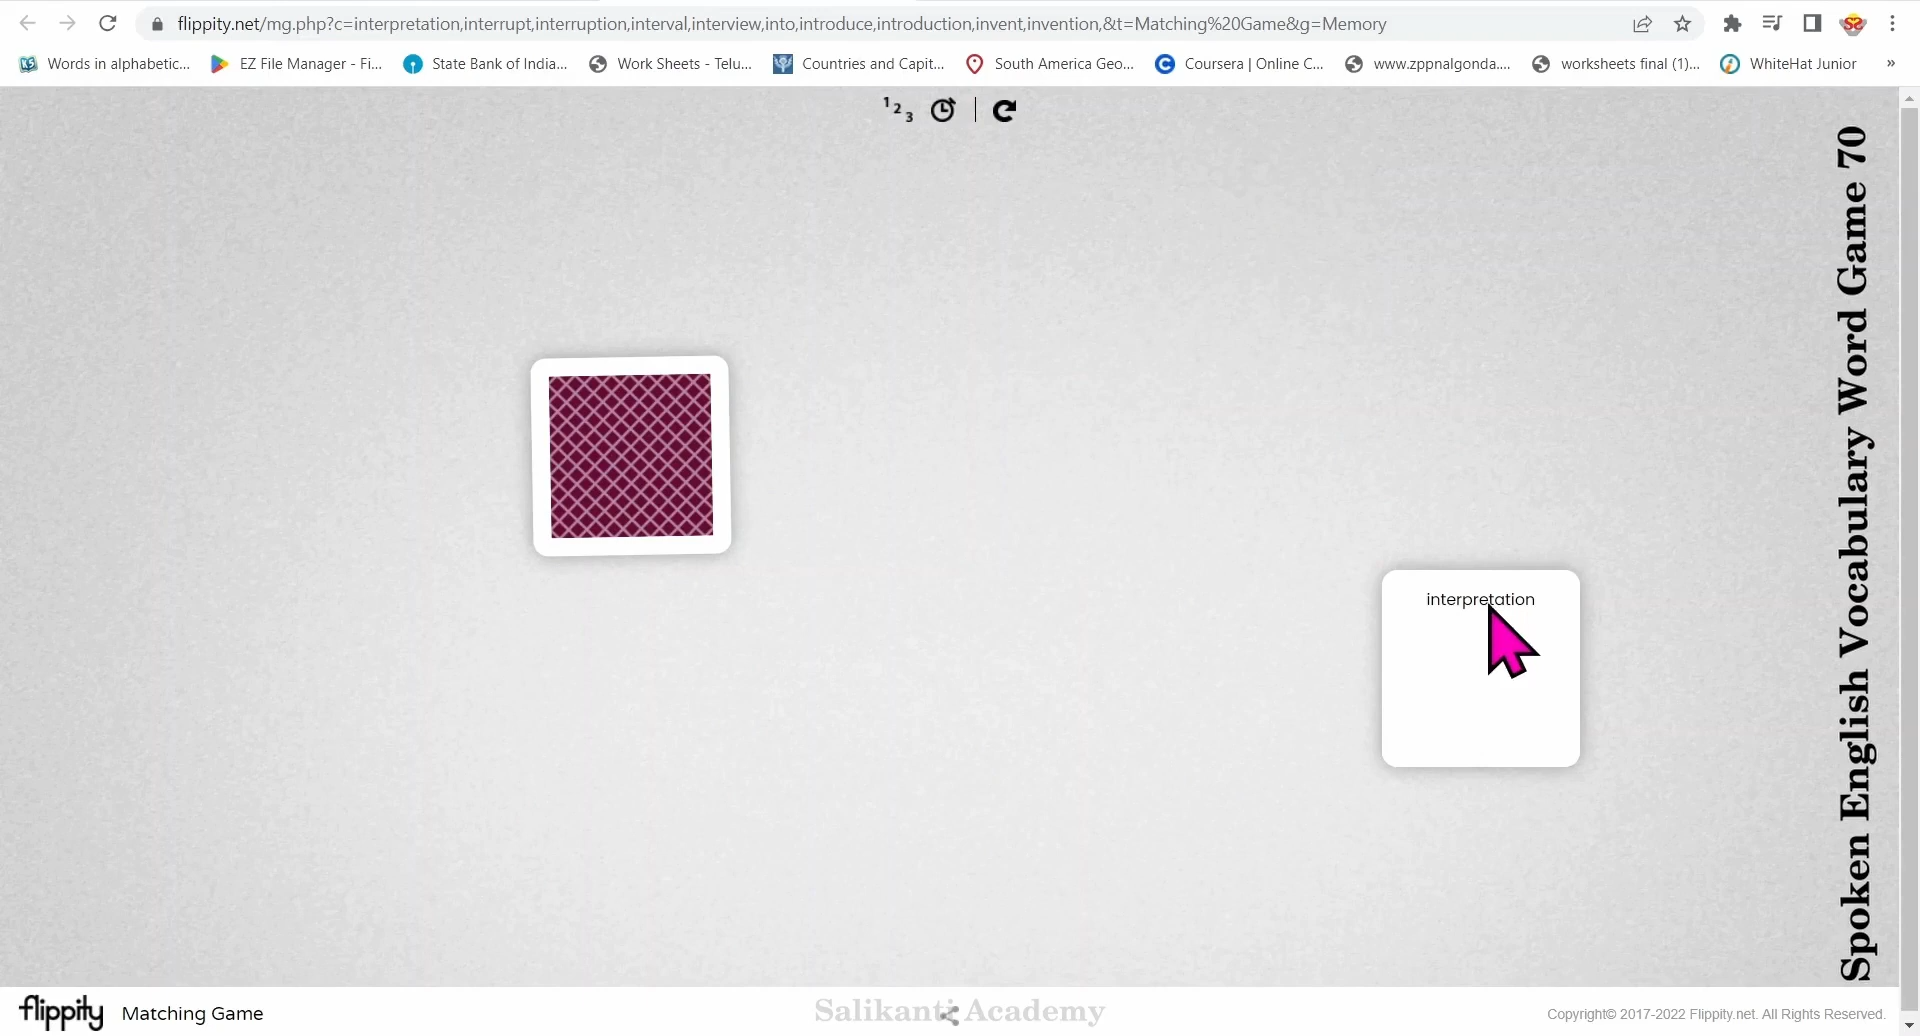 flippity.net/mg.php?c=interpretation,interrupt,interruption,interval,interview,into,introduce,introduction,invent,invention,&t=Matching%20Game&g=Memory
Words in alphabetic... EZ File Manager - Fi... State Bank of India... Work Sheets - Telu... Countries and Capit... South America Geo... Coursera | Online C... www.zppnalgonda.... worksheets final (1)... WhiteHat Junior »
1 2 3
interpretation
Spoken English Vocabulary Word Game 70
flippity Matching Game
Salikanti Academy
Copyright© 2017-2022 Flippity.net. All Rights Reserved.